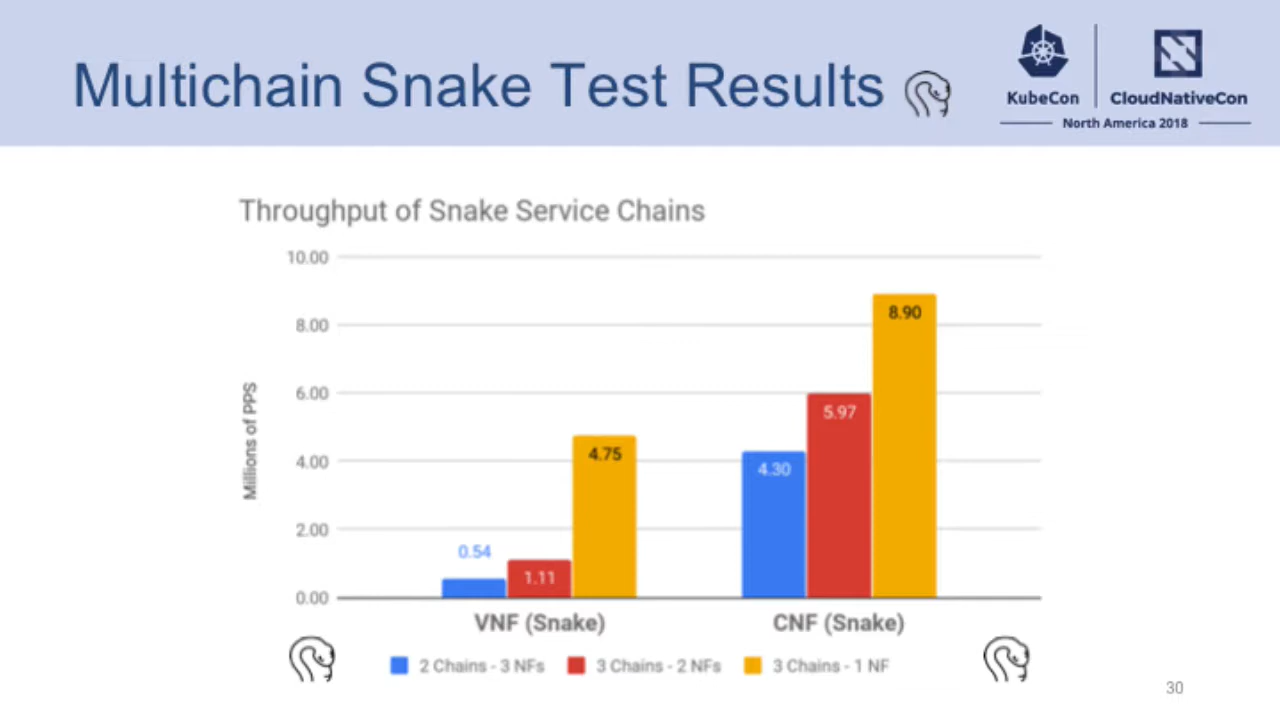 Multichain Snake Test Results
KubeCon
CloudNativeCon
North America 2018
Throughput of Snake Service Chains
Millions of PPS
10.00
8.00
6.00
4.00
2.00
0.00
0.54
1.11
4.75
4.30
5.97
8.90
VNF (Snake)
CNF (Snake)
2 Chains - 3 NFs
3 Chains - 2 NFs
3 Chains - 1 NF
30